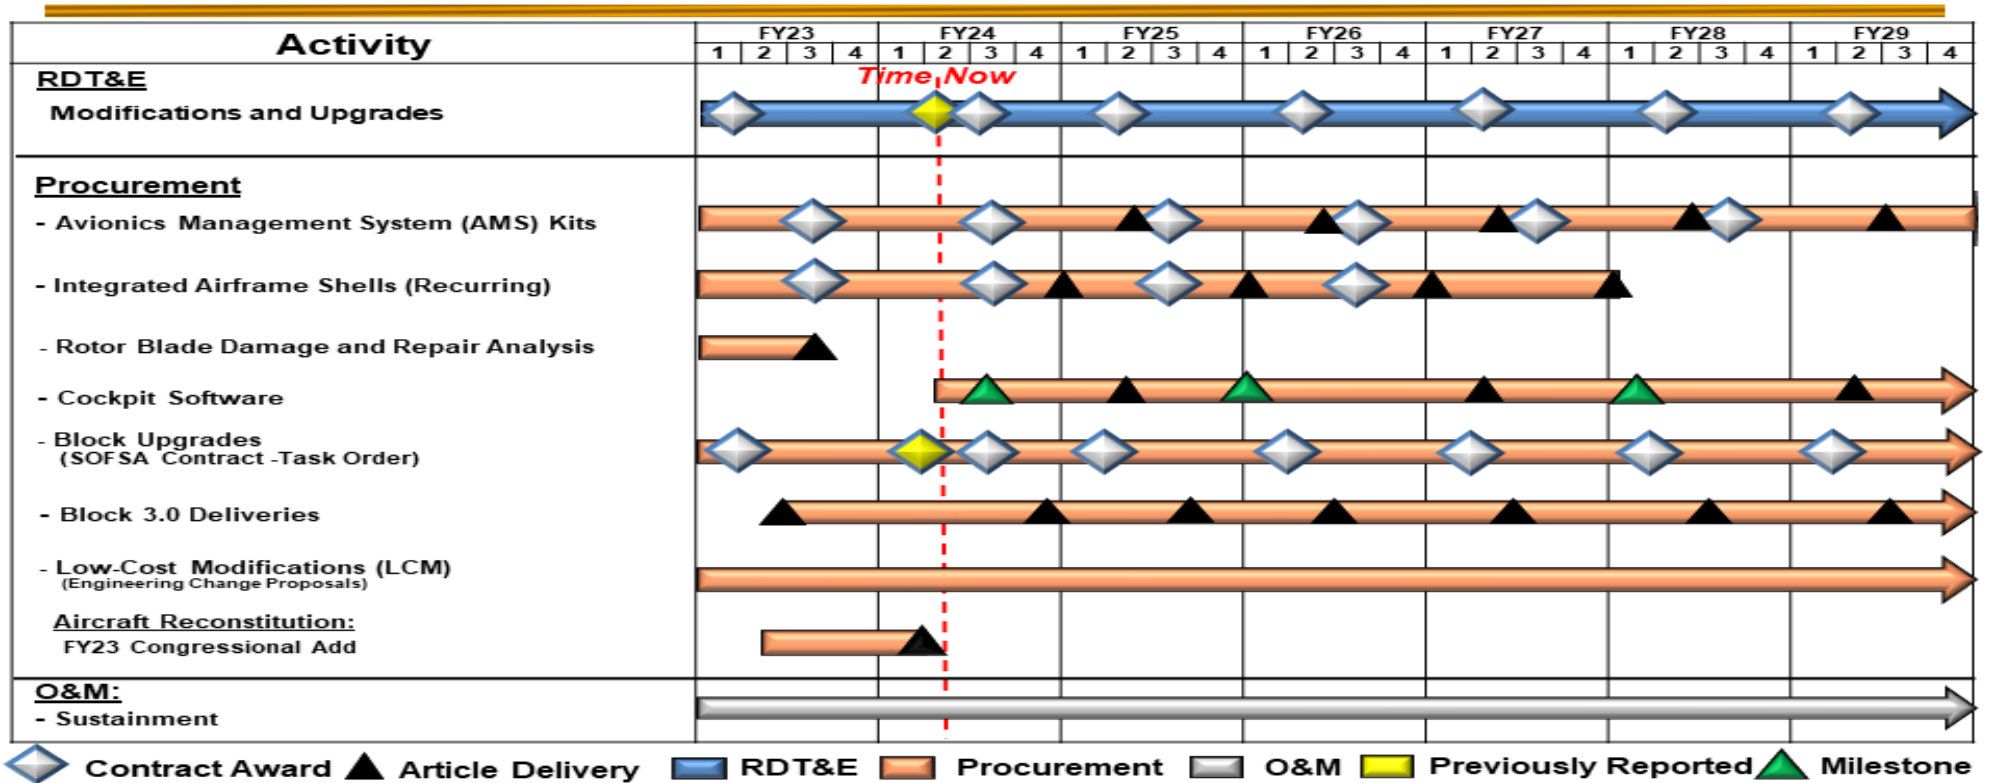 Activity
FY23 FY24 FY25 FY26 FY27 FY28 FY29
1 2 3 4 1 2 3 4 1 2 3 4 1 2 3 4 1 2 3 4 1 2 3 4 1 2 3 4
Time Now
RDT&E
Modifications and Upgrades
Procurement
- Avionics Management System (AMS) Kits
- Integrated Airframe Shells (Recurring)
- Rotor Blade Damage and Repair Analysis
- Cockpit Software
- Block Upgrades
(SOFSA Contract -Task Order)
- Block 3.0 Deliveries
- Low-Cost Modifications (LCM)
(Engineering Change Proposals)
Aircraft Reconstitution:
FY23 Congressional Add
O&M:
- Sustainment
Contract Award Article Delivery RDT&E Procurement O&M Previously Reported Milestone